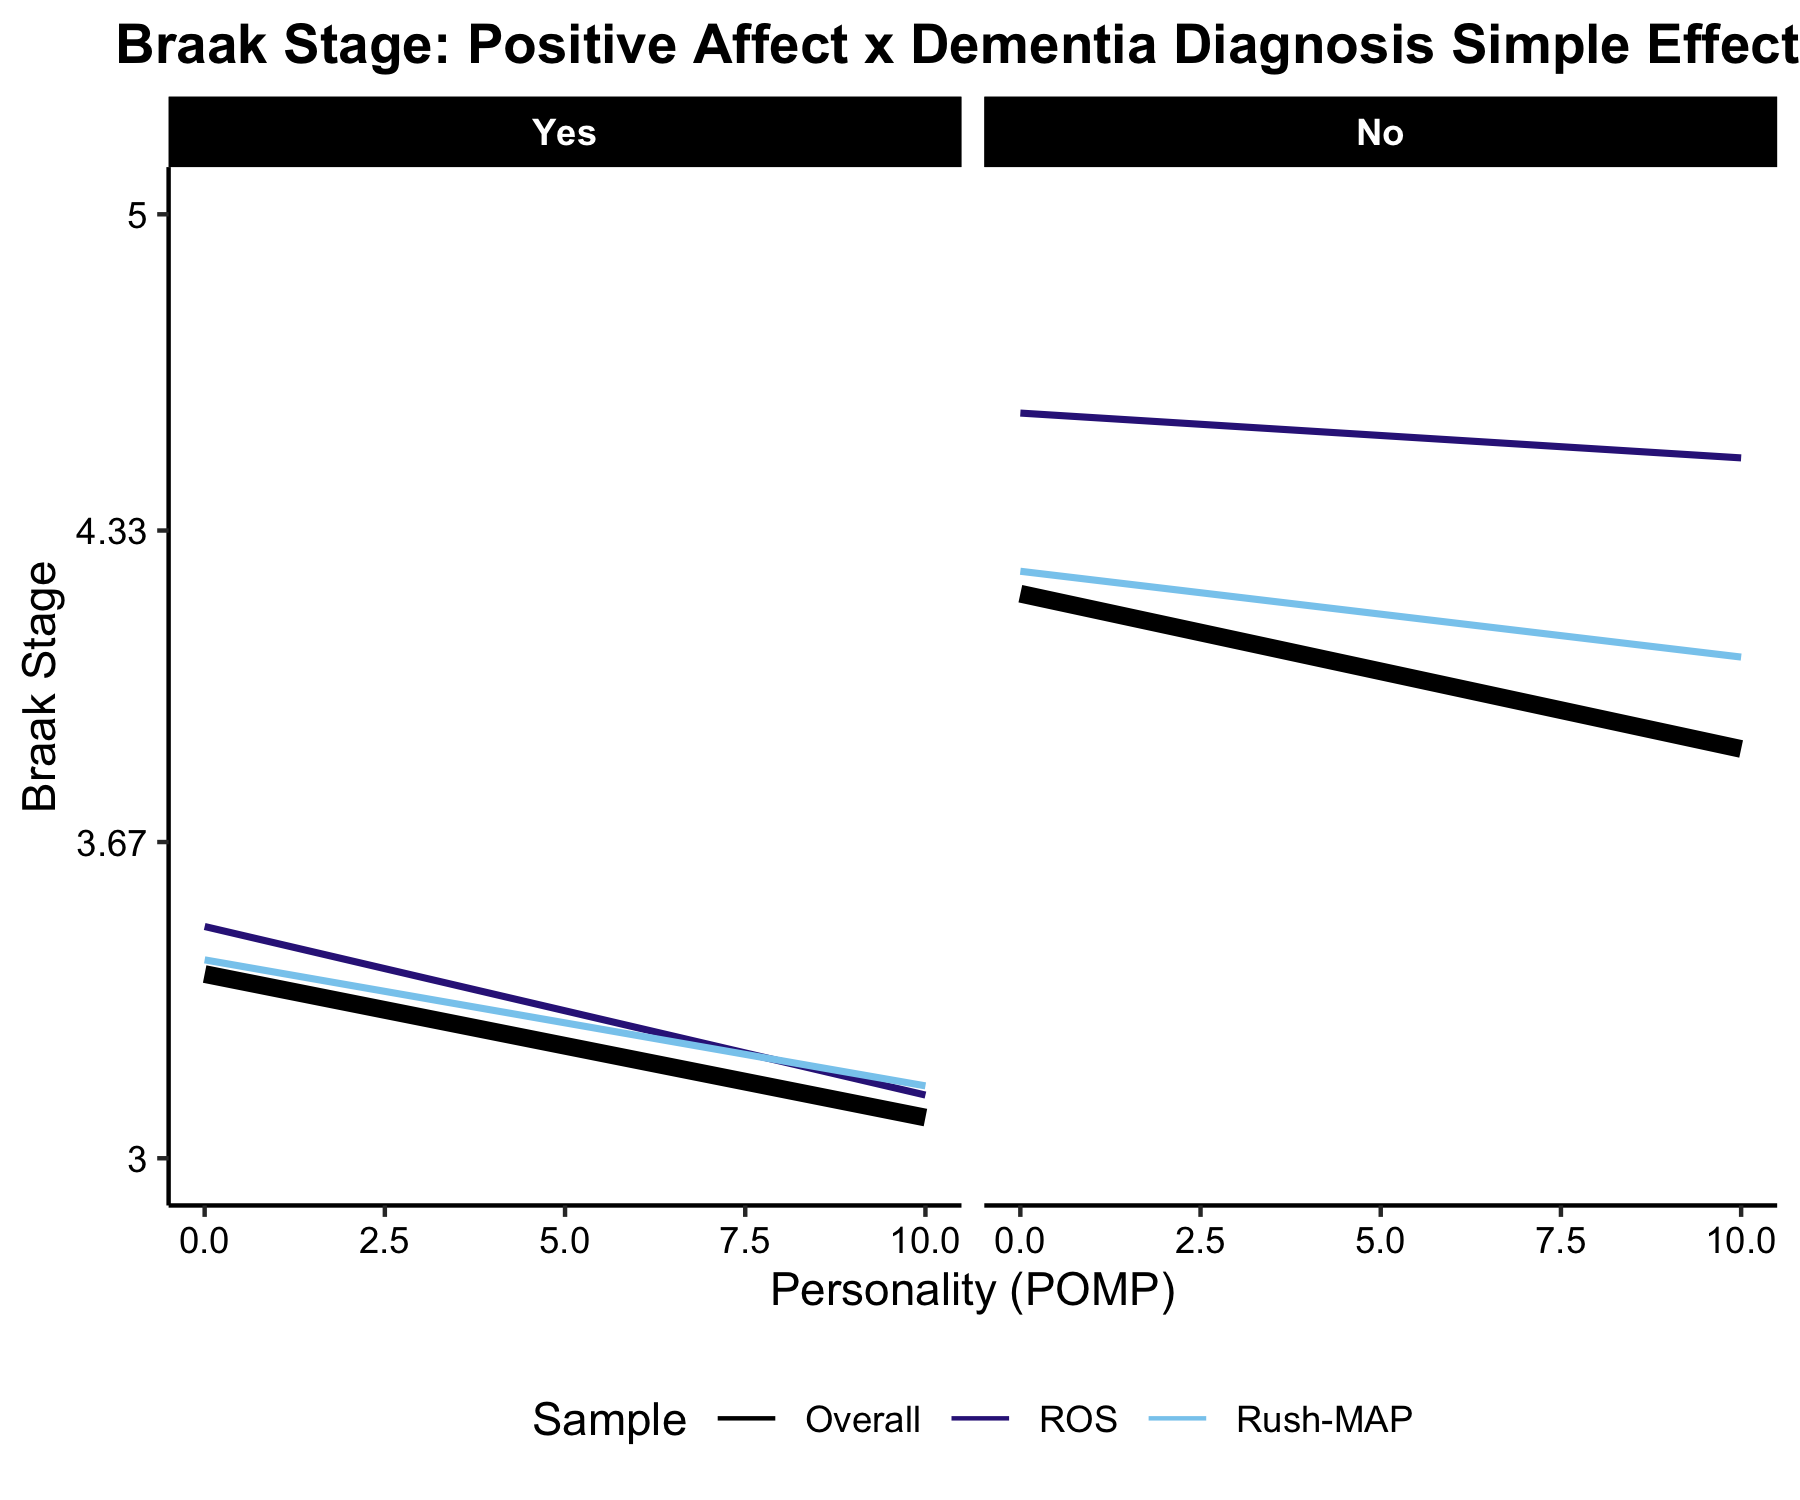 Braak Stage: Positive Affect x Dementia Diagnosis Simple Effect
Yes
No
Braak Stage
5
4.33
3.67
3
0.0 2.5 5.0 7.5 10.0
0.0 2.5 5.0 7.5 10.0
Personality (POMP)
Sample Overall ROS Rush-MAP